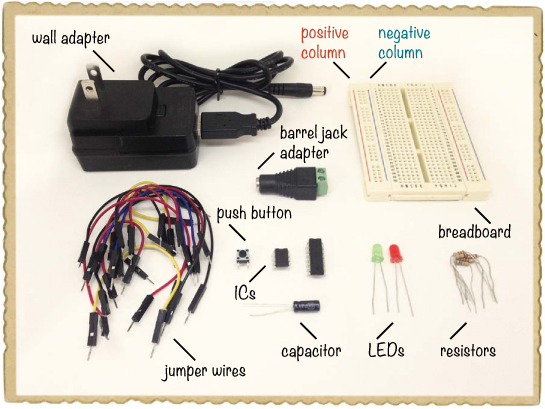 wall adapter
positive
column
negative
column
barrel jack
adapter
push button
breadboard
ICs
capacitor
LEDs
resistors
jumper wires